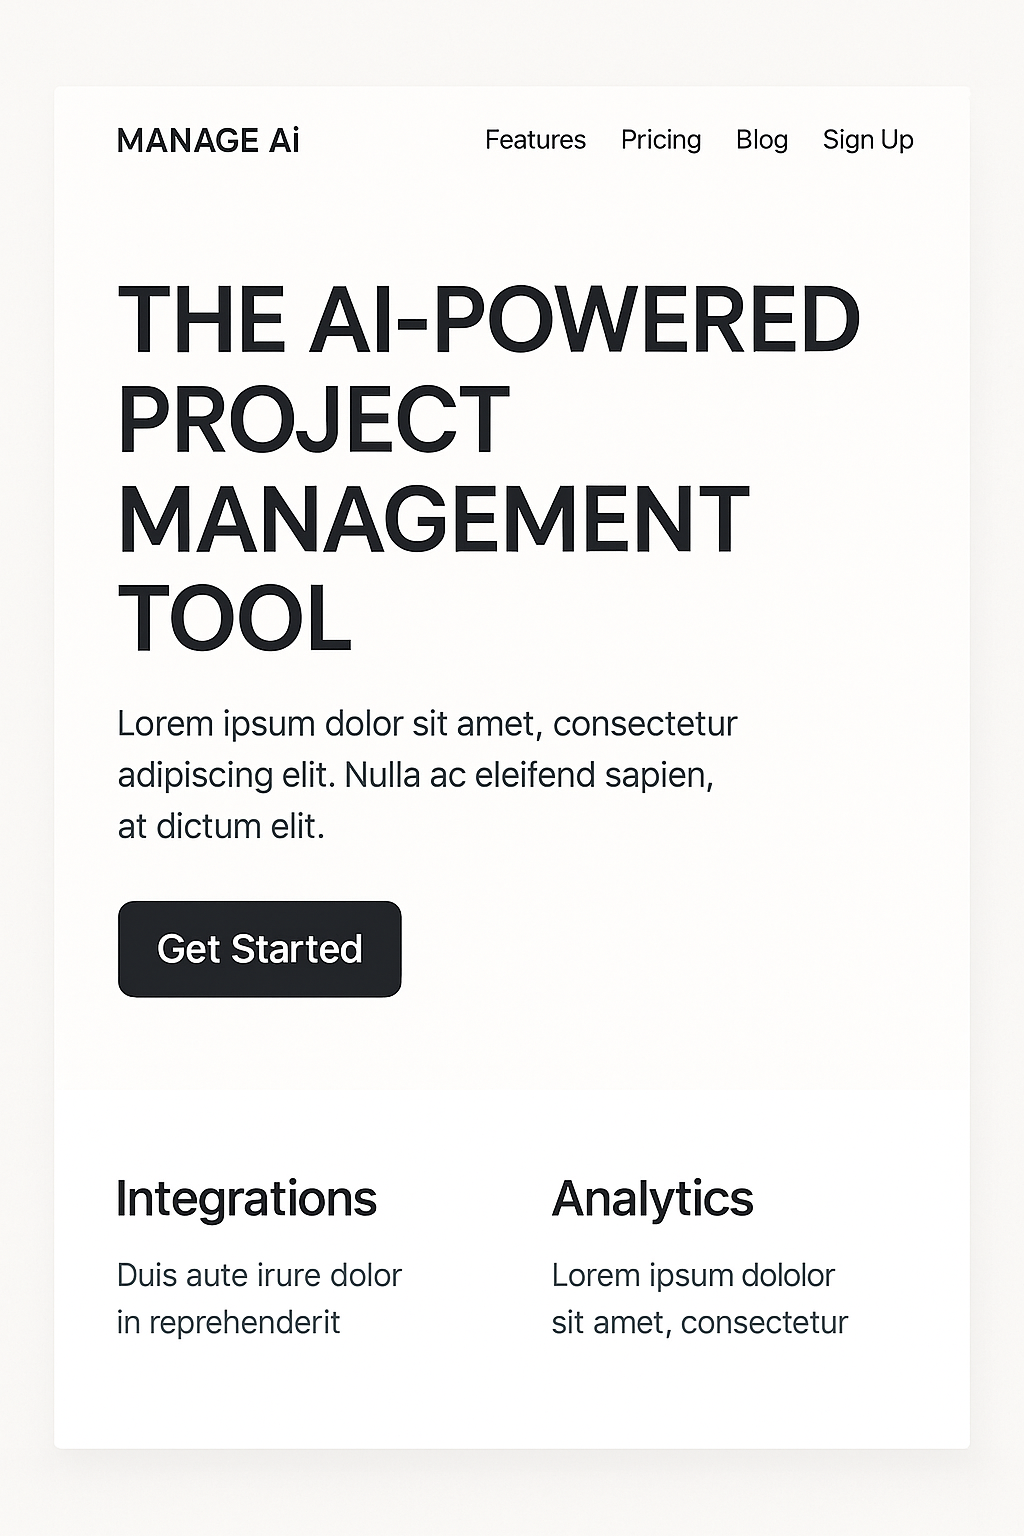 MANAGE Ai
Features Pricing Blog Sign Up
THE AI-POWERED
PROJECT
MANAGEMENT
TOOL
Lorem ipsum dolor sit amet, consectetur
adipiscing elit. Nulla ac eleifend sapien,
at dictum elit.
Get Started
Integrations
Duis aute irure dolor
in reprehenderit
Analytics
Lorem ipsum dololor
sit amet, consectetur